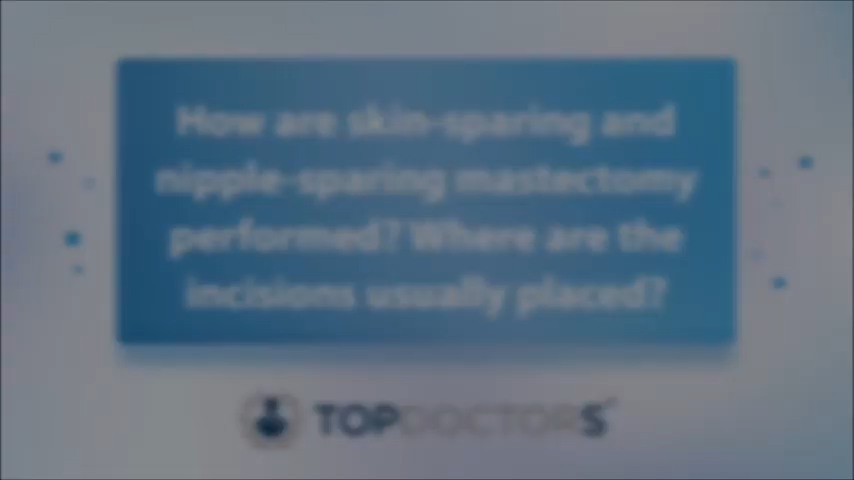 How are skin-sparing and
nipple-sparing mastectomy
performed? Where are the
incisions usually placed?
TOPDOCTORS